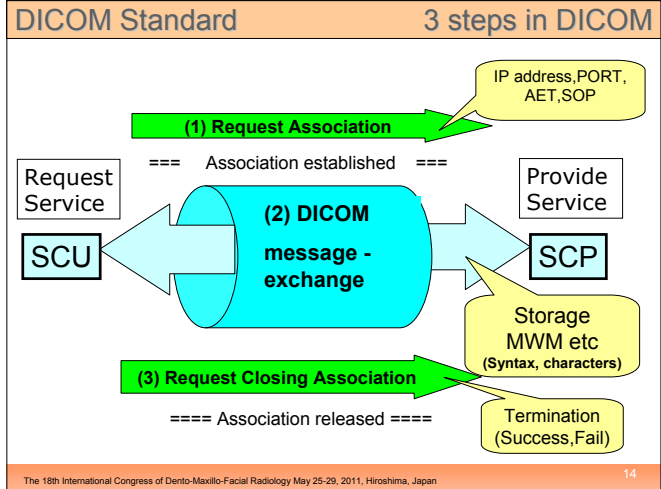 DICOM Standard 3 steps in DICOM
IP address,PORT,
AET,SOP
(1) Request Association
=== Association established ===
Request
Service
Provide
Service
(2) DICOM
message -
exchange
SCU
SCP
Storage
MWM etc
(Syntax, characters)
(3) Request Closing Association
==== Association released ====
Termination
(Success,Fail)
The 18th International Congress of Dento-Maxillo-Facial Radiology May 25-29, 2011, Hiroshima, Japan
14